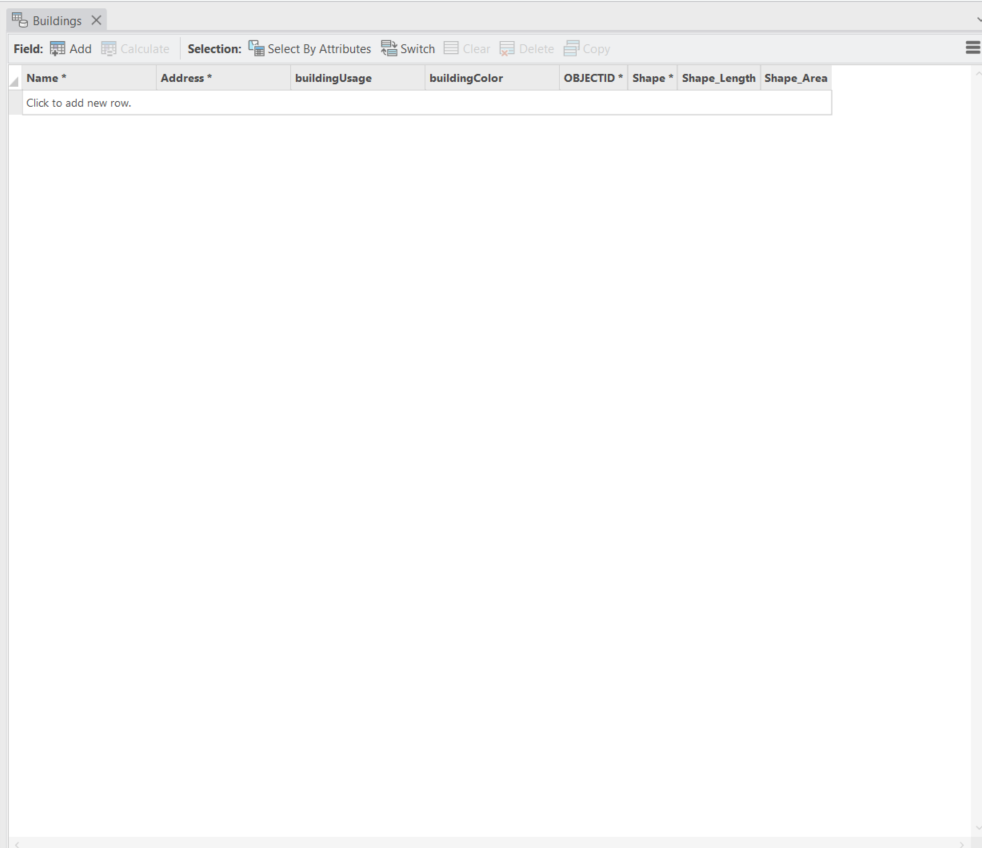 Buildings
Field: Add Calculate Selection: Select By Attributes Switch Clear Delete Copy
Name * Address * buildingUsage buildingColor OBJECTID * Shape * Shape_Length Shape_Area
Click to add new row.